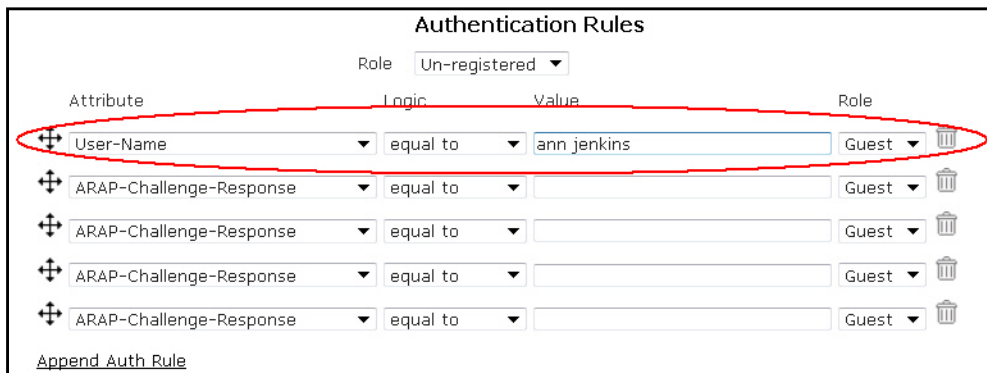 Authentication Rules
Role Un-registered
Attribute Logic Value Role
User-Name equal to ann jenkins Guest
ARAP-Challenge-Response equal to Guest
ARAP-Challenge-Response equal to Guest
ARAP-Challenge-Response equal to Guest
ARAP-Challenge-Response equal to Guest
Append Auth Rule